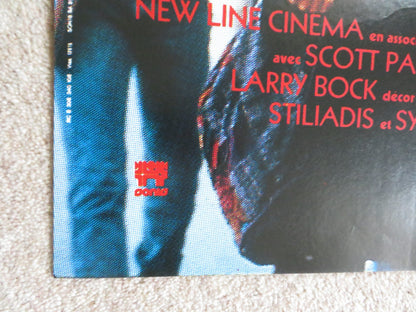 NEW LINE CINEMA en assoc
avec SCOTT PA
LARRY BOCK décor
STILIADIS et SY